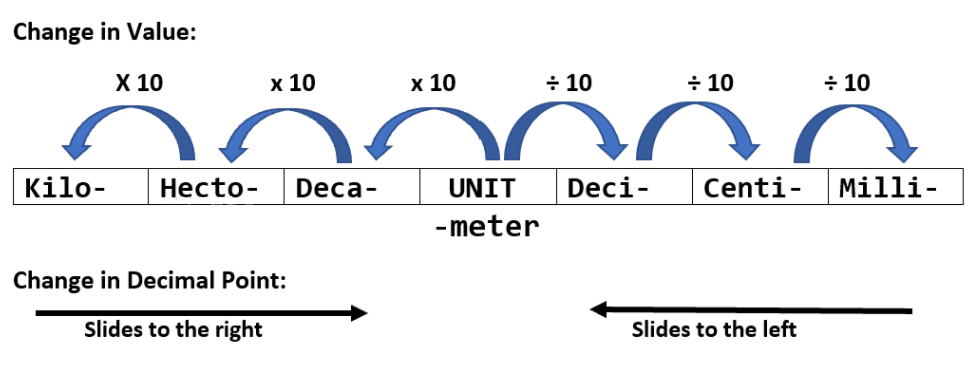 Change in Value:
X 10 x 10 x 10 ÷ 10 ÷ 10 ÷ 10
Kilo- Hecto- Deca- UNIT Deci- Centi- Milli-
-meter
Change in Decimal Point:
Slides to the right Slides to the left